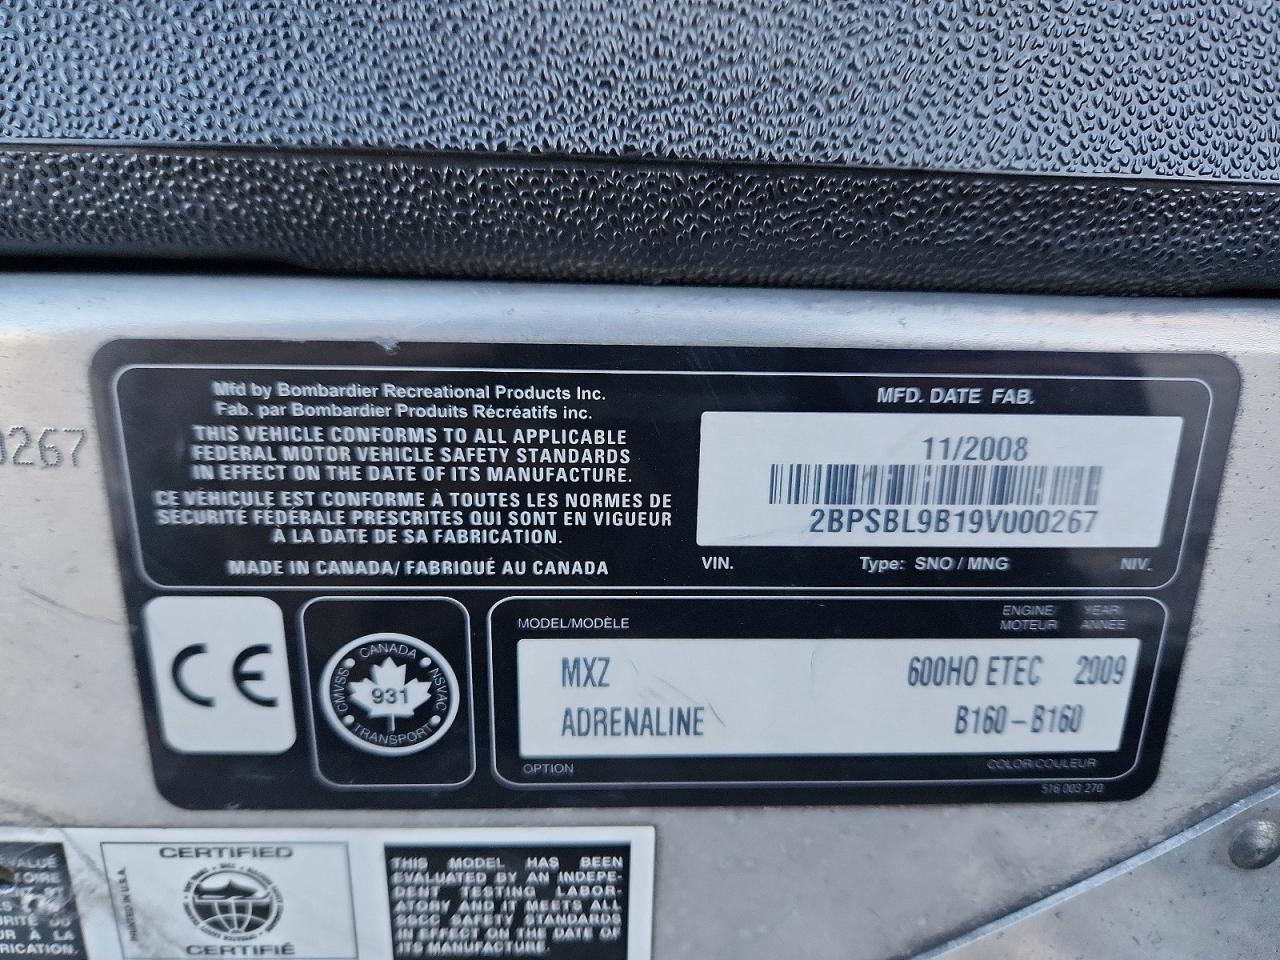 Mfd by Bombardier Recreational Products Inc.
Fab. par Bombardier Produits Récréatifs inc.
THIS VEHICLE CONFORMS TO ALL APPLICABLE
FEDERAL MOTOR VEHICLE SAFETY STANDARDS
IN EFFECT ON THE DATE OF ITS MANUFACTURE.
CE VÉHICULE EST CONFORME À TOUTES LES NORMES DE
SÉCURITÉ FÉDÉRALE PRESCRITES QUI SONT EN VIGUEUR
À LA DATE DE SA FABRICATION.
MADE IN CANADA/ FABRIQUÉ AU CANADA
MFD. DATE FAB.
11/2008
2BPSBL9B19V000267
VIN. Type: SNO / MNG NIV.
0267
CE
CANADA
CMVSS 931 NSVAC
TRANSPORT
MODEL/MODÈLE ENGINE/ YEAR/
MOTEUR ANNÉE
MXZ 600HO ETEC 2009
ADRENALINE B160-B160
OPTION COLOR/COULEUR
516 003 270
CERTIFIED
PRINTED IN U.S.A.
CERTIFIÉ
THIS MODEL HAS BEEN
EVALUATED BY AN INDEPE-
DENT TESTING LABOR-
ATORY AND IT MEETS ALL
SSCC SAFETY STANDARDS
IN EFFECT ON THE DATE OF
ITS MANUFACTURE.